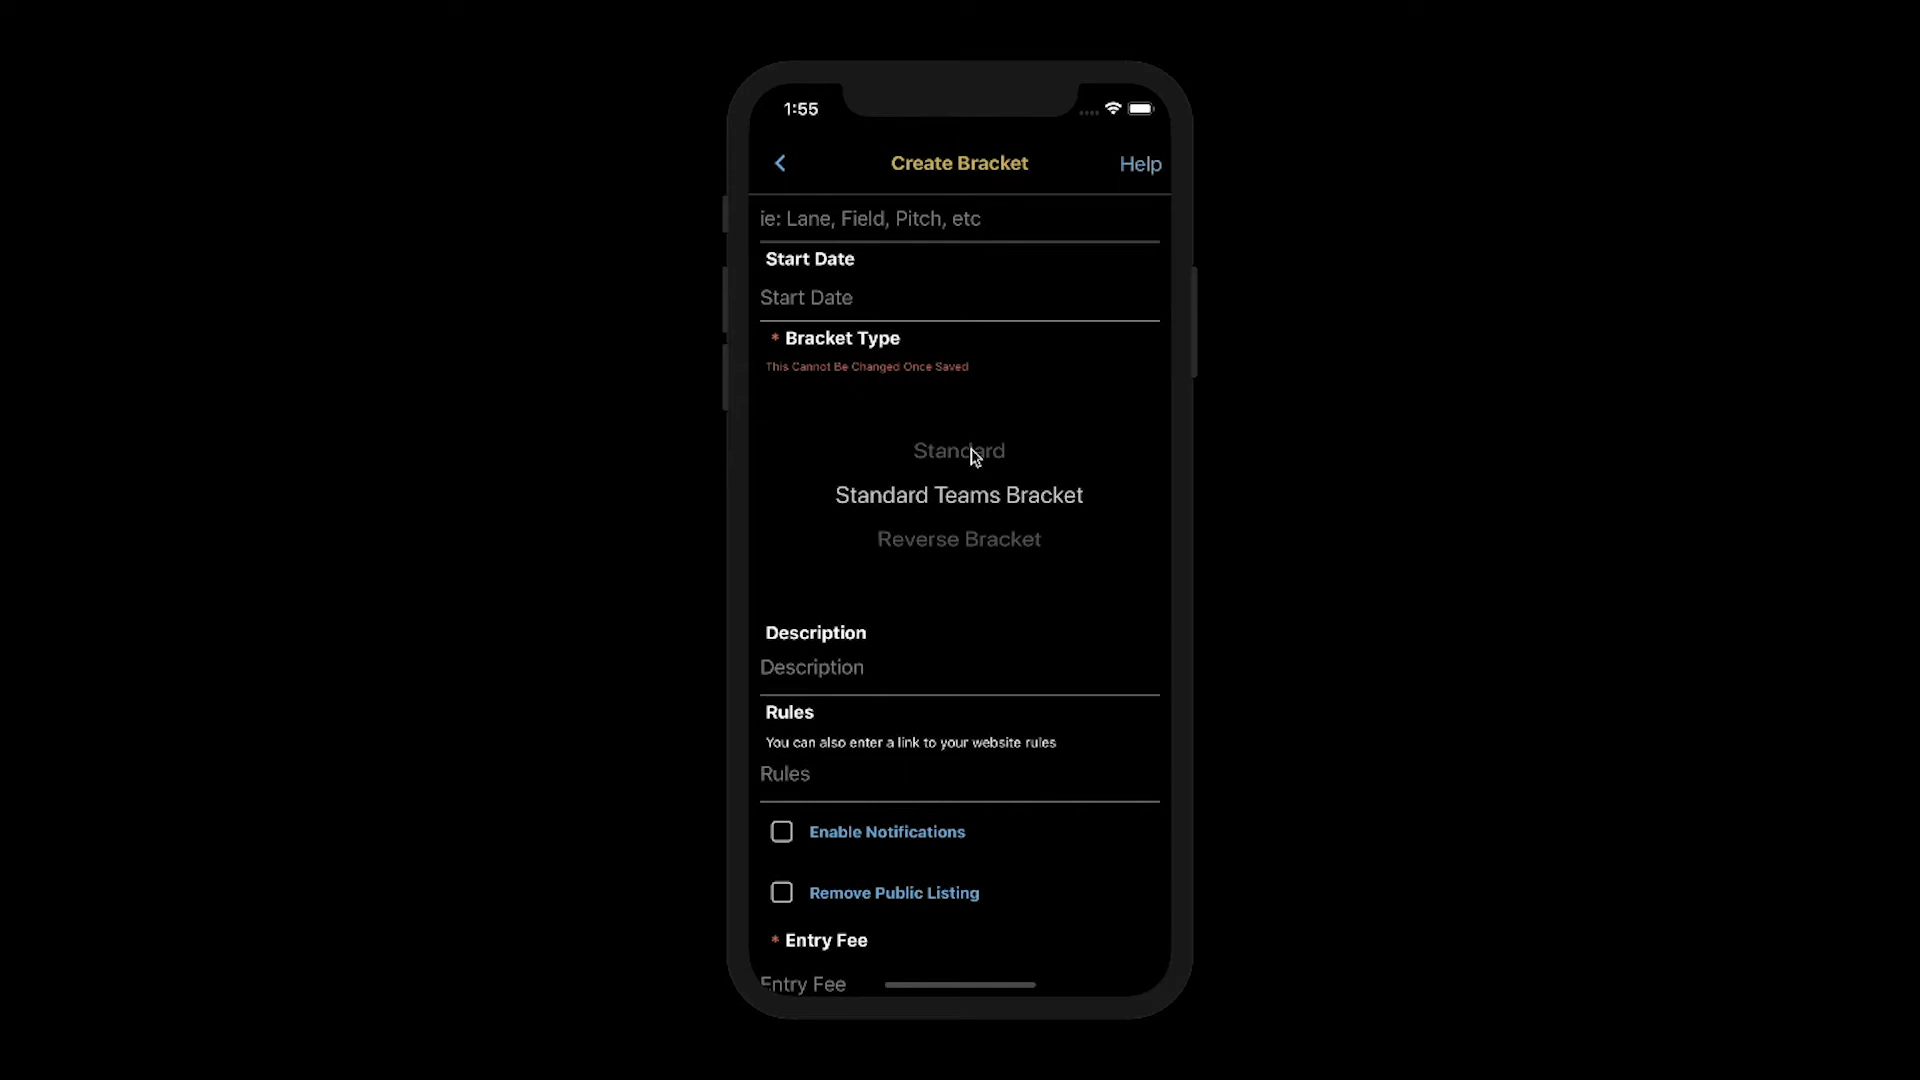 1:55
Create Bracket
Help
ie: Lane, Field, Pitch, etc
Start Date
Start Date
* Bracket Type
This Cannot Be Changed Once Saved
Standard
Standard Teams Bracket
Reverse Bracket
Description
Description
Rules
You can also enter a link to your website rules
Rules
Enable Notifications
Remove Public Listing
* Entry Fee
Entry Fee